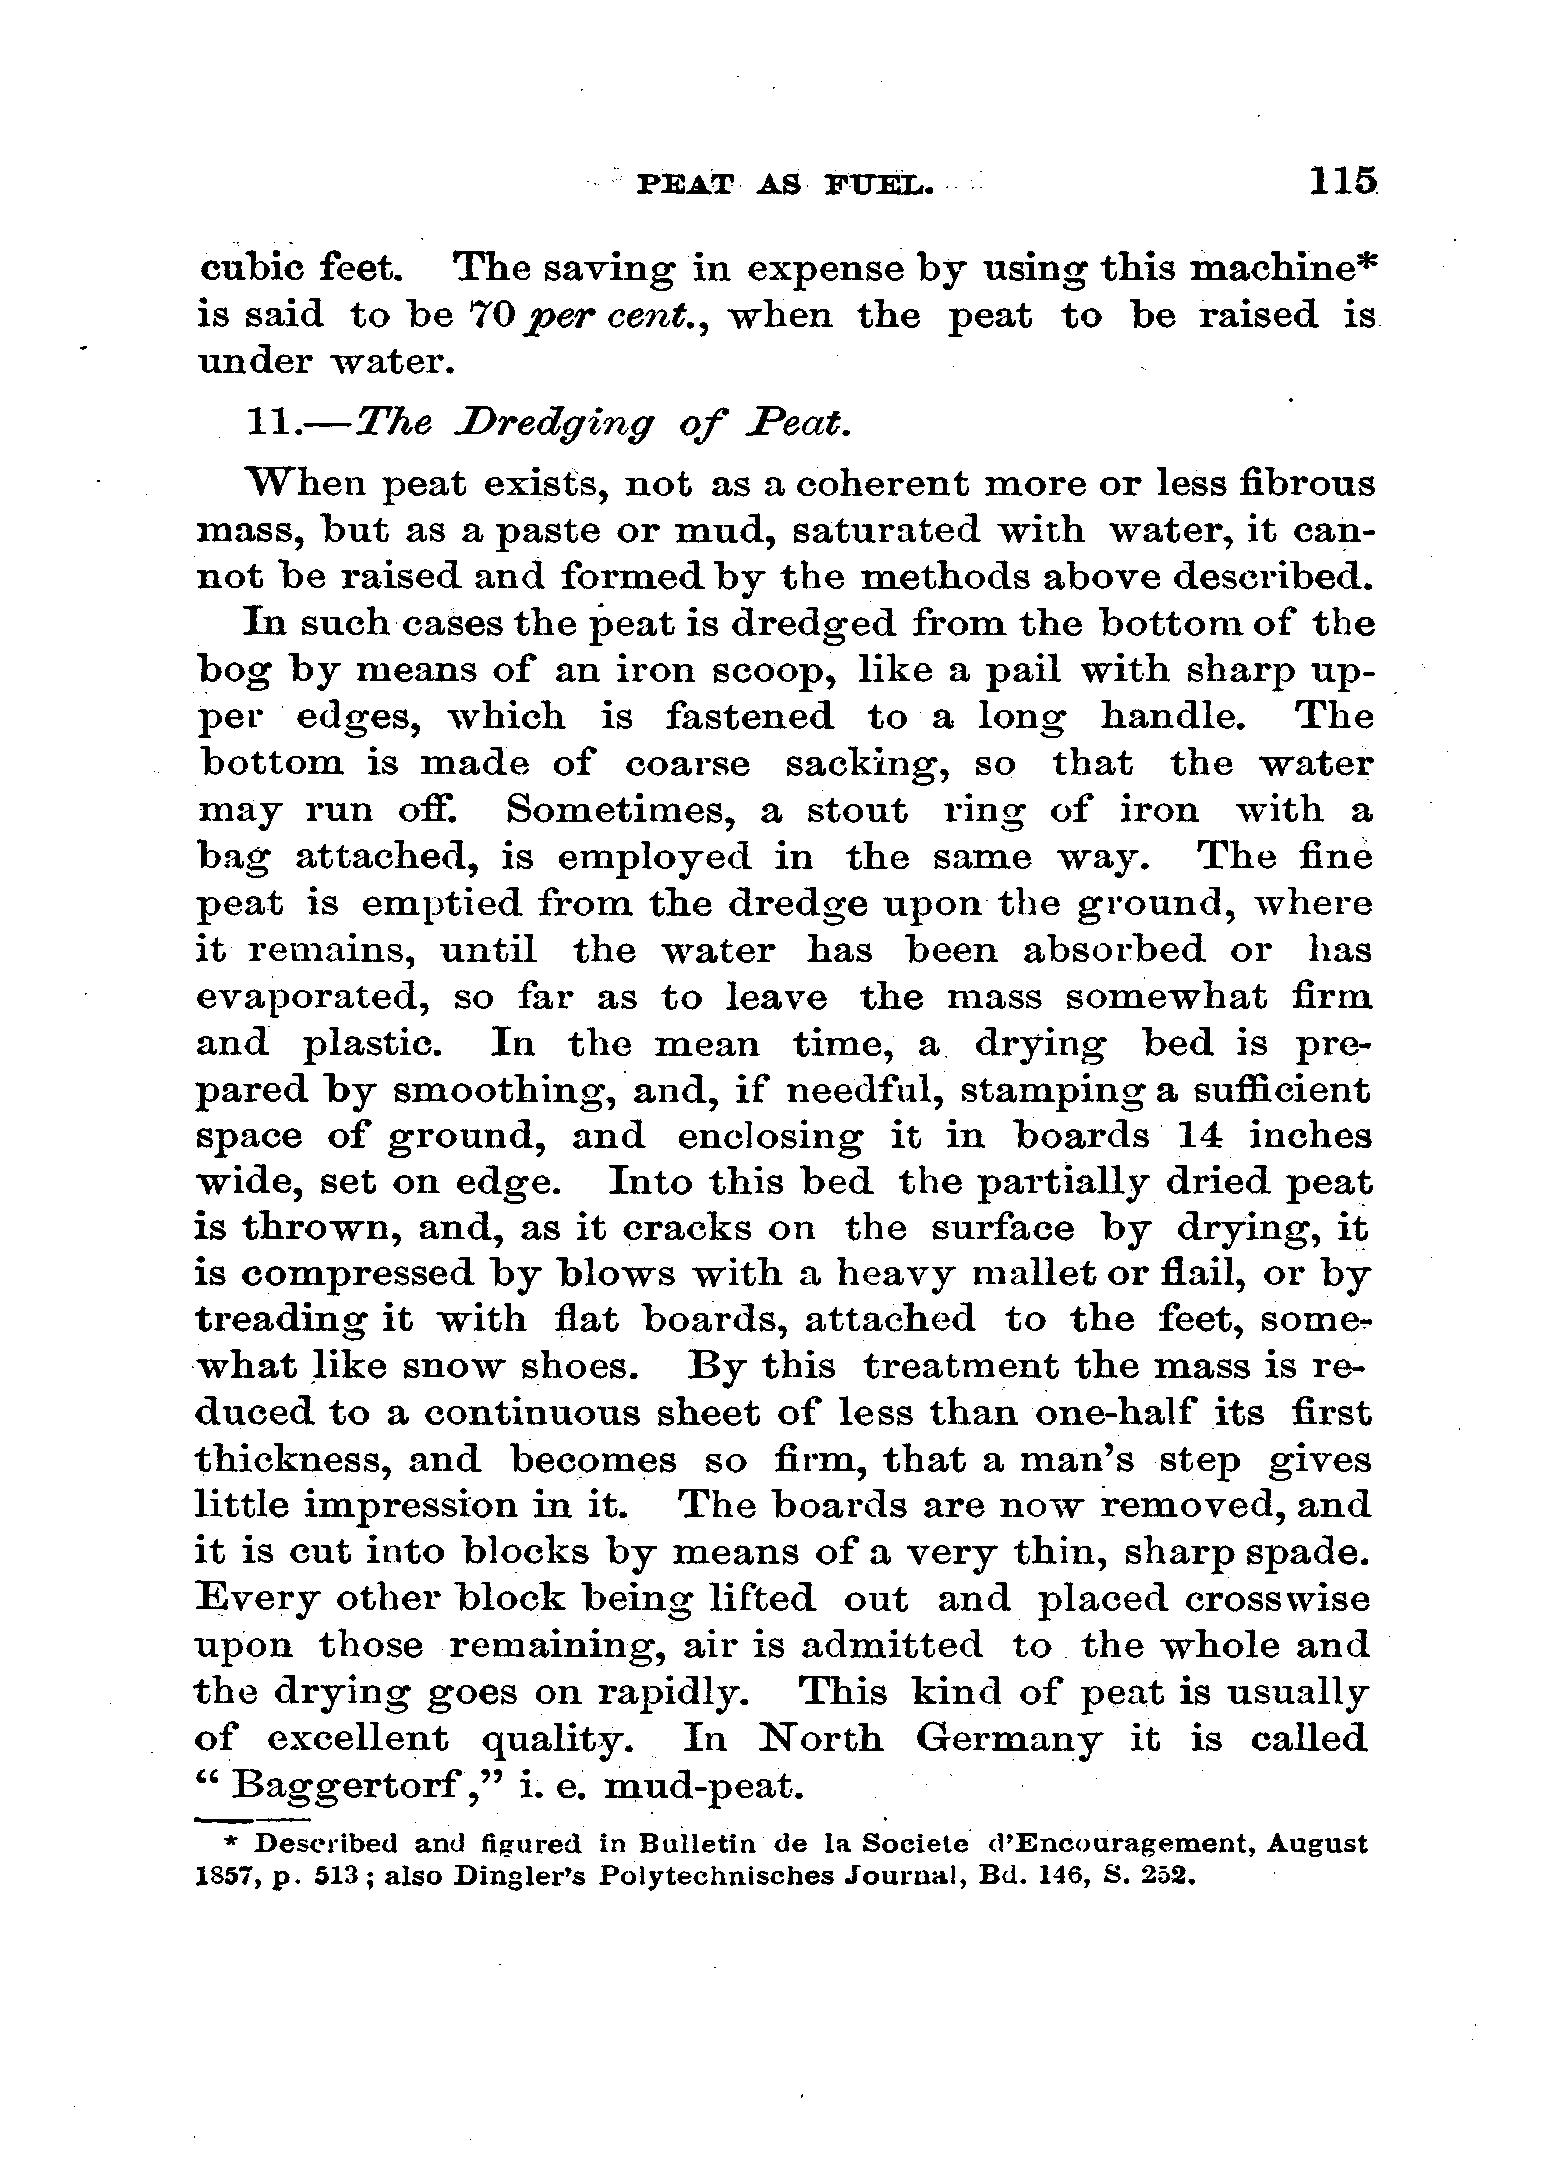 PEAT AS FUEL. 115
cubic feet. The saving in expense by using this machine*
is said to be 70 per cent., when the peat to be raised is
under water.
11.—The Dredging of Peat.
When peat exists, not as a coherent more or less fibrous
mass, but as a paste or mud, saturated with water, it can-
not be raised and formed by the methods above described.
In such cases the peat is dredged from the bottom of the
bog by means of an iron scoop, like a pail with sharp up-
per edges, which is fastened to a long handle. The
bottom is made of coarse sacking, so that the water
may run off. Sometimes, a stout ring of iron with a
bag attached, is employed in the same way. The fine
peat is emptied from the dredge upon the ground, where
it remains, until the water has been absorbed or has
evaporated, so far as to leave the mass somewhat firm
and plastic. In the mean time, a drying bed is pre-
pared by smoothing, and, if needful, stamping a sufficient
space of ground, and enclosing it in boards 14 inches
wide, set on edge. Into this bed the partially dried peat
is thrown, and, as it cracks on the surface by drying, it
is compressed by blows with a heavy mallet or flail, or by
treading it with flat boards, attached to the feet, some-
what like snow shoes. By this treatment the mass is re-
duced to a continuous sheet of less than one-half its first
thickness, and becomes so firm, that a man's step gives
little impression in it. The boards are now removed, and
it is cut into blocks by means of a very thin, sharp spade.
Every other block being lifted out and placed crosswise
upon those remaining, air is admitted to the whole and
the drying goes on rapidly. This kind of peat is usually
of excellent quality. In North Germany it is called
“ Baggertorf,” i. e. mud-peat.
* Described and figured in Bulletin de la Societe d'Encouragement, August
1857, p. 513 ; also Dingler's Polytechnisches Journal, Bd. 146, S. 252.